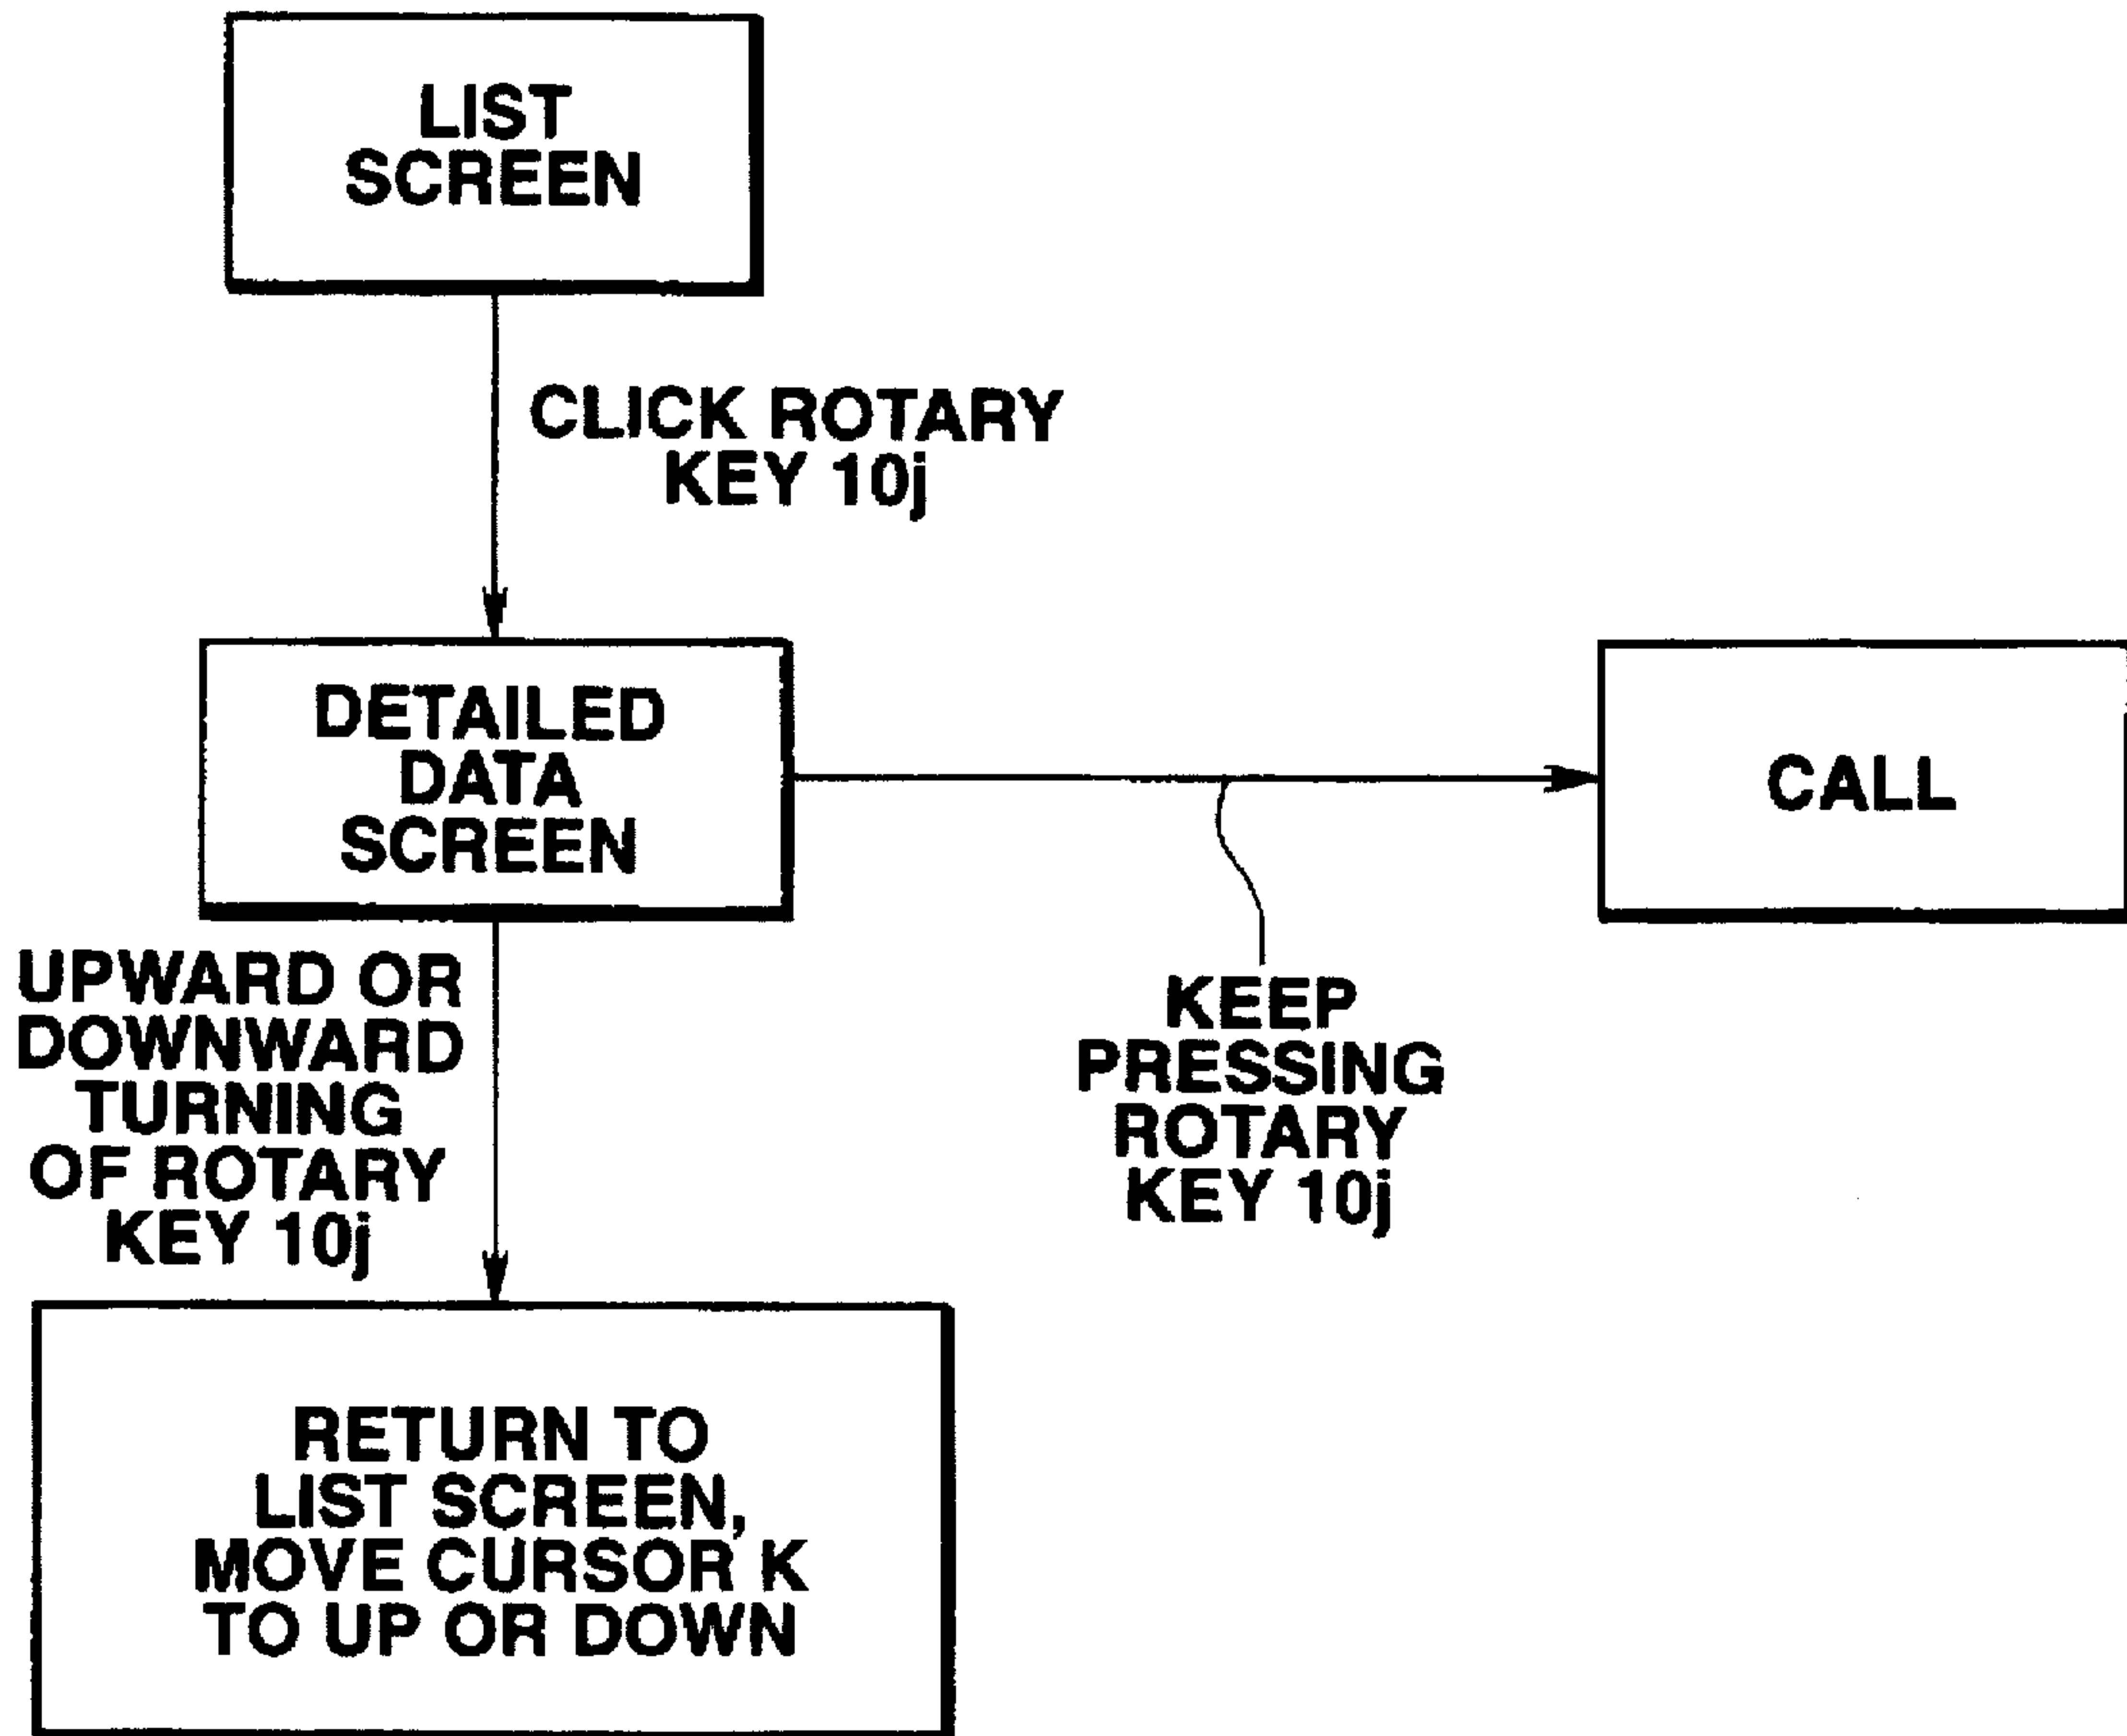 LIST
SCREEN
CLICK ROTARY
KEY 10j
DETAILED
DATA
SCREEN
CALL
UPWARD OR
DOWNWARD
TURNING
OF ROTARY
KEY 10j
KEEP
PRESSING
ROTARY
KEY 10j
RETURN TO
LIST SCREEN,
MOVE CURSOR K
TO UP OR DOWN